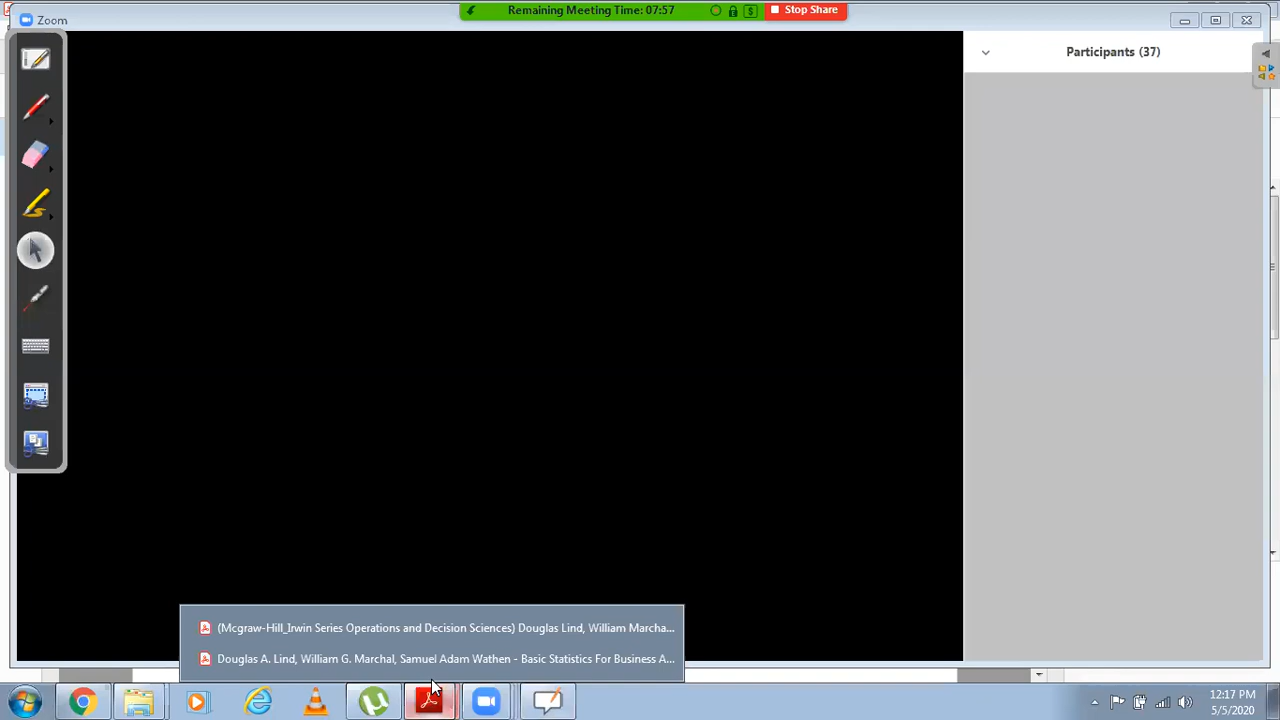 Zoom
Remaining Meeting Time: 07:57
Stop Share
Participants (37)
(Mcgraw-Hill_Irwin Series Operations and Decision Sciences) Douglas Lind, William Marcha...
Douglas A. Lind, William G. Marchal, Samuel Adam Wathen - Basic Statistics For Business A...
12:17 PM
5/5/2020